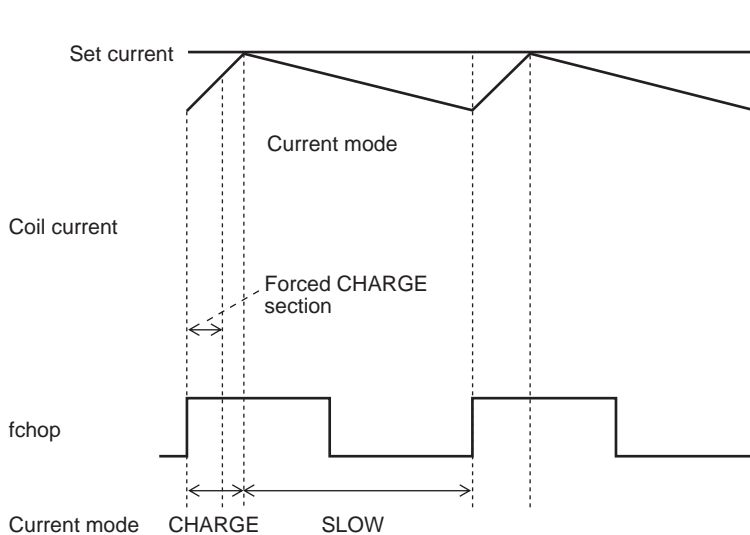 Set current
Current mode
Coil current
Forced CHARGE
section
fchop
Current mode CHARGE SLOW